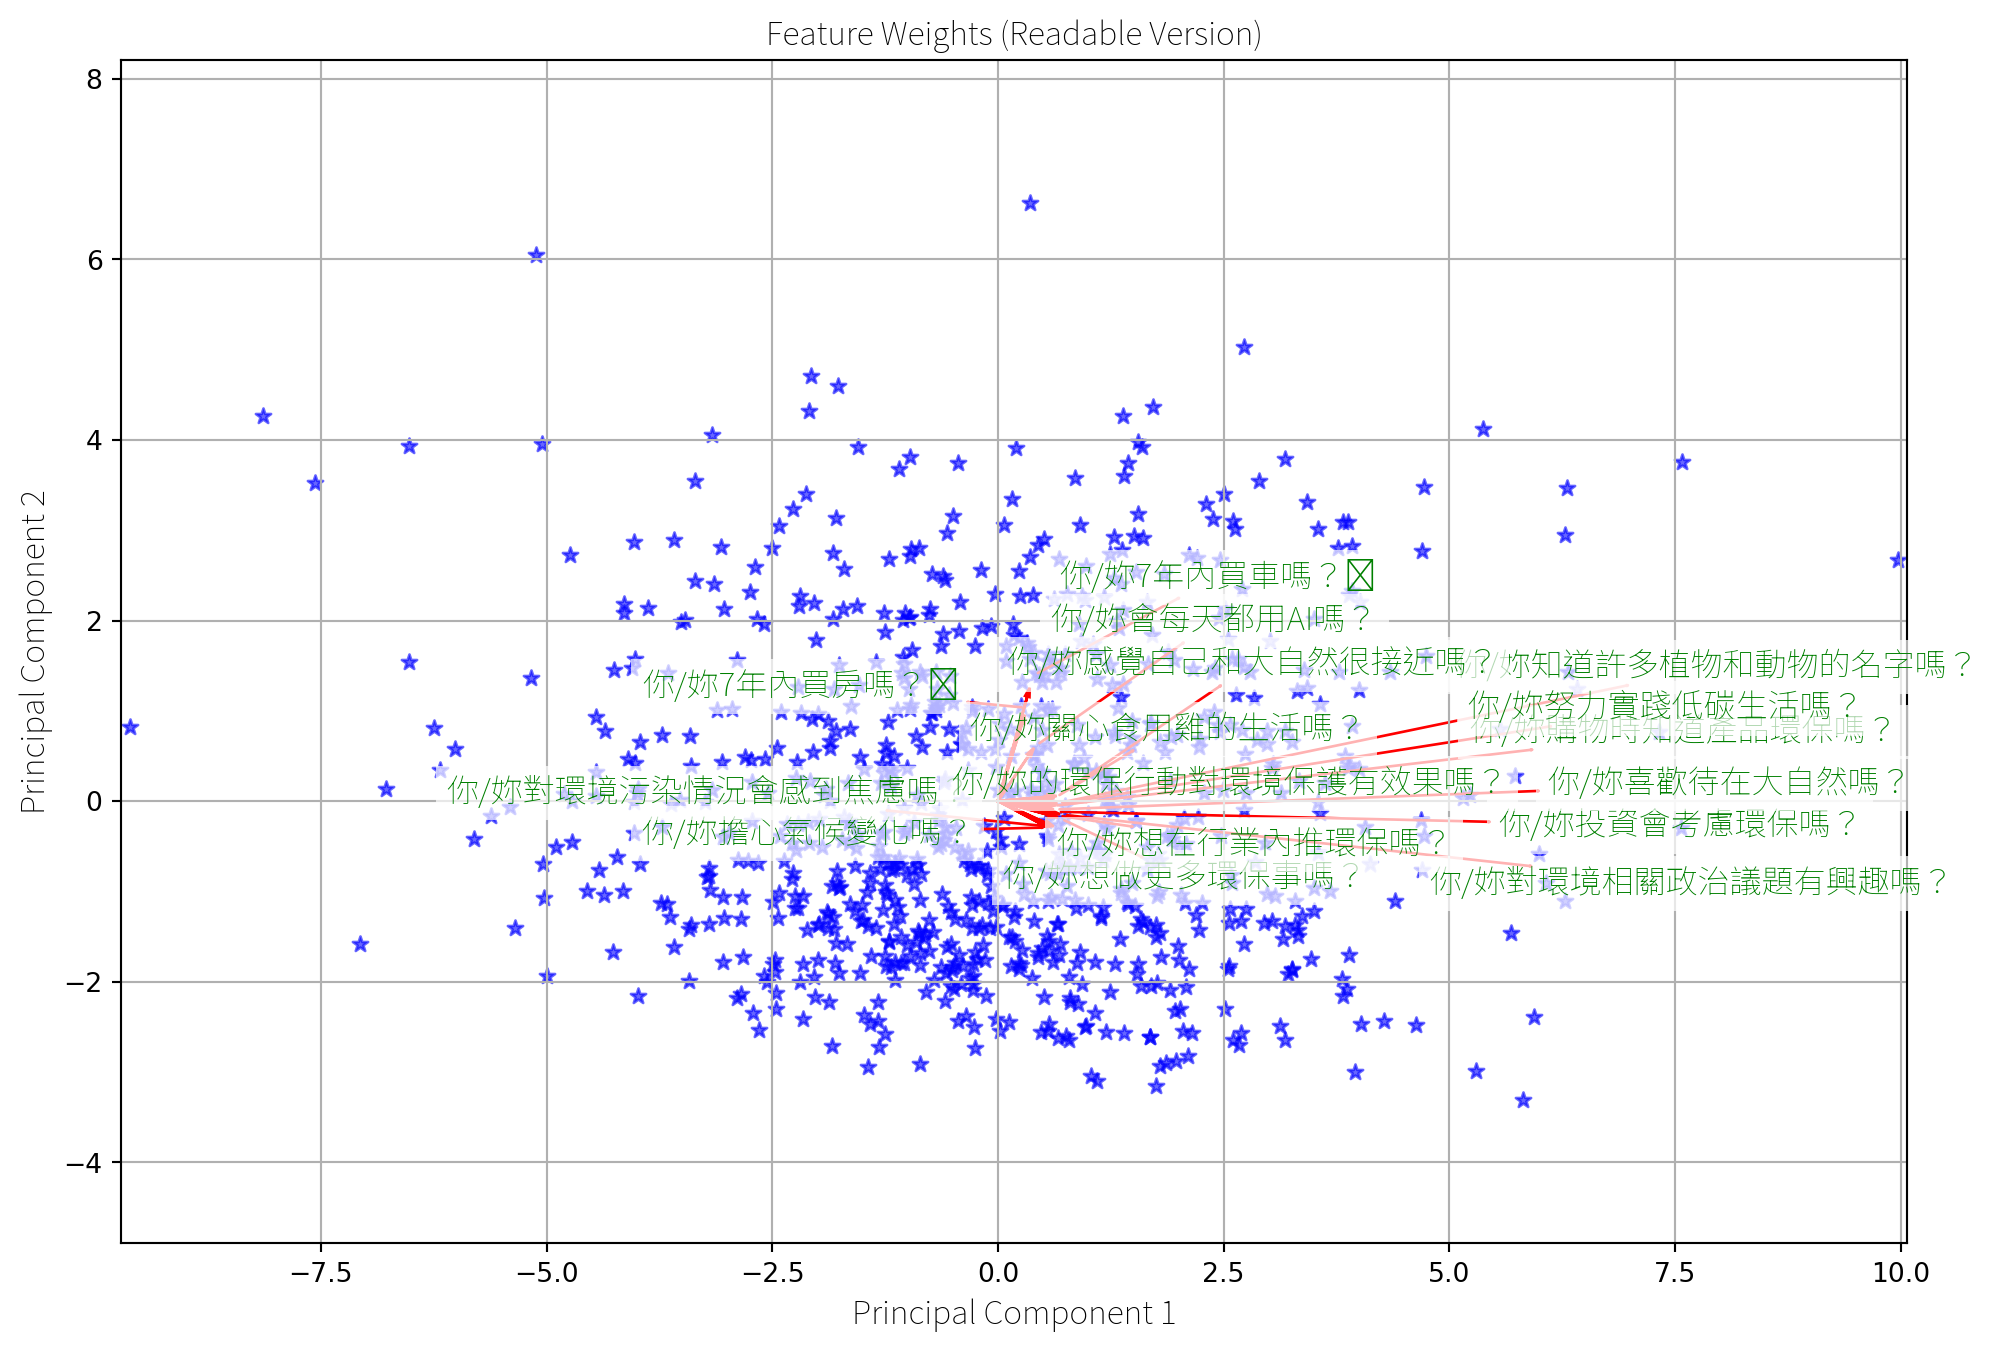 Feature Weights (Readable Version)
8
6
4
2
0
−2
−4
Principal Component 2
你/妳7年內買車嗎？
你/妳會每天都用AI嗎？
你/妳感覺自己和大自然很接近嗎？
你/妳知道許多植物和動物的名字嗎？
你/妳7年內買房嗎？
你/妳努力實踐低碳生活嗎？
你/妳關心食用雞的生活嗎？
你/妳購物時知道產品環保嗎？
你/妳對環境污染情況會感到焦慮嗎
你/妳的環保行動對環境保護有效果嗎？
你/妳喜歡待在大自然嗎？
你/妳擔心氣候變化嗎？
你/妳投資會考慮環保嗎？
你/妳想在行業內推環保嗎？
你/妳想做更多環保事嗎？
你/妳對環境相關政治議題有興趣嗎？
−7.5
−5.0
−2.5
0.0
2.5
5.0
7.5
10.0
Principal Component 1